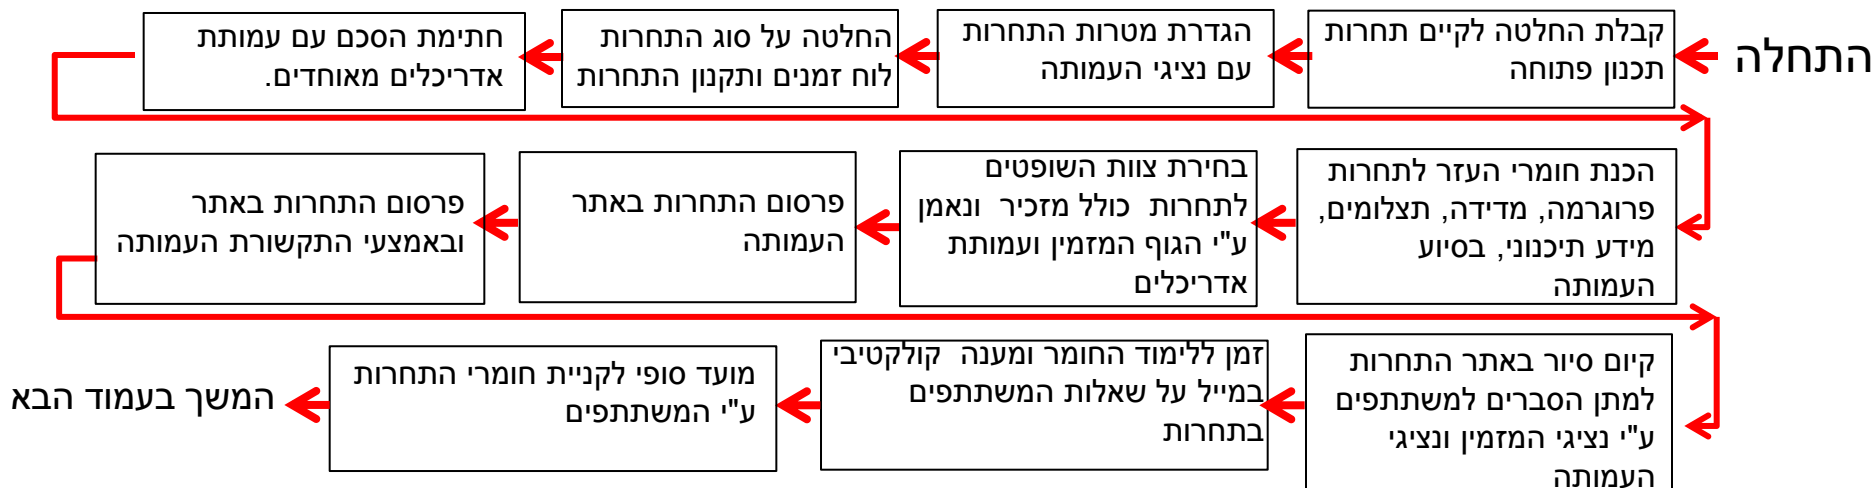 התחלה
קבלת החלטה לקיים תחרות
תכנון פתוחה
הגדרת מטרות התחרות
עם נציגי העמותה
החלטה על סוג התחרות
לוח זמנים ותקנון התחרות
חתימת הסכם עם עמותת
אדריכלים מאוחדים.
הכנת חומרי העזר לתחרות
פרוגרמה, מדידה, תצלומים,
מידע תיכנוני, בסיוע
העמותה
בחירת צוות השופטים
לתחרות כולל מזכיר ונאמן
ע"י הגוף המזמין ועמותת
אדריכלים
פרסום התחרות באתר
העמותה
פרסום התחרות באתר
ובאמצעי התקשורת העמותה
קיום סיור באתר התחרות
למתן הסברים למשתתפים
ע"י נציגי המזמין ונציגי
העמותה
זמן ללימוד החומר ומענה קולקטיבי
במייל על שאלות המשתתפים
בתחרות
מועד סופי לקניית חומרי התחרות
ע"י המשתתפים
המשך בעמוד הבא